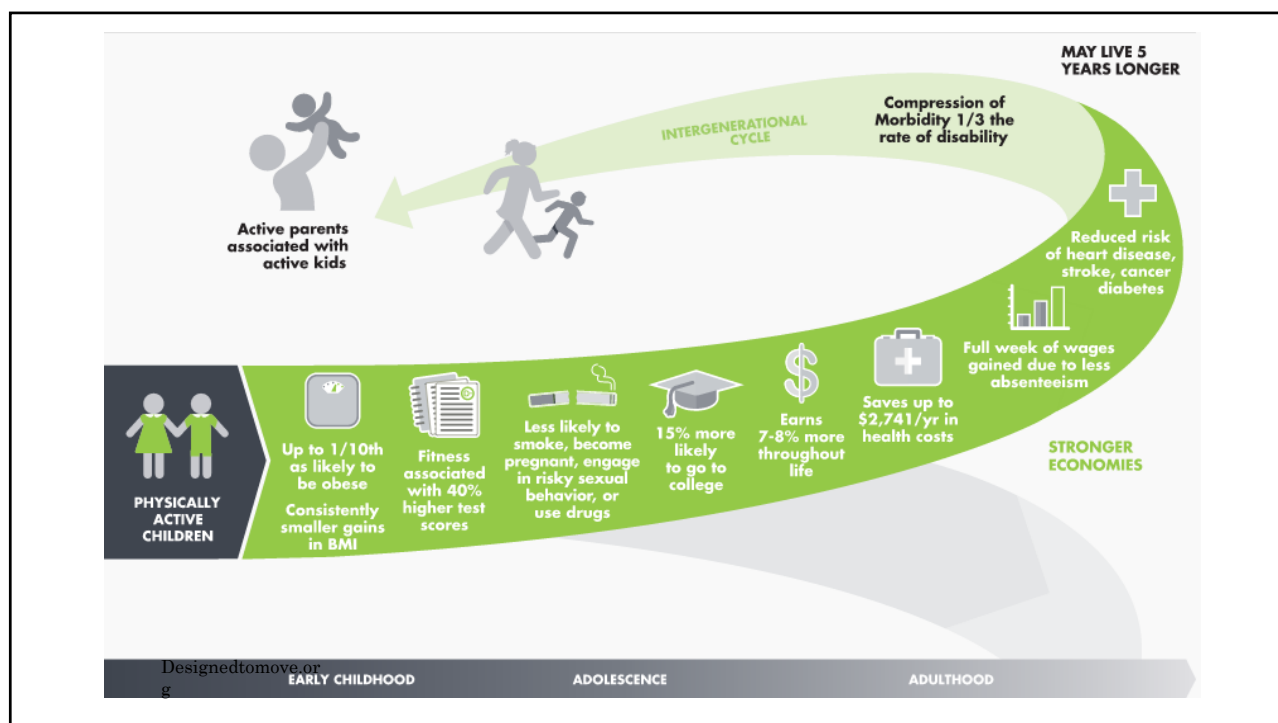 MAY LIVE 5
YEARS LONGER
Compression of
Morbidity 1/3 the
rate of disability
INTERGENERATIONAL
CYCLE
Active parents
associated with
active kids
Reduced risk
of heart disease,
stroke, cancer
diabetes
Full week of wages
gained due to less
absenteeism
Saves up to
$2,741/yr in
health costs
Earns
7-8% more
throughout
life
15% more
likely
to go to
college
Less likely to
smoke, become
pregnant, engage
in risky sexual
behavior, or
use drugs
Fitness
associated
with 40%
higher test
scores
Up to 1/10th
as likely to
be obese
Consistently
smaller gains
in BMI
PHYSICALLY
ACTIVE
CHILDREN
STRONGER
ECONOMIES
Designedtomove.or
g
EARLY CHILDHOOD
ADOLESCENCE
ADULTHOOD